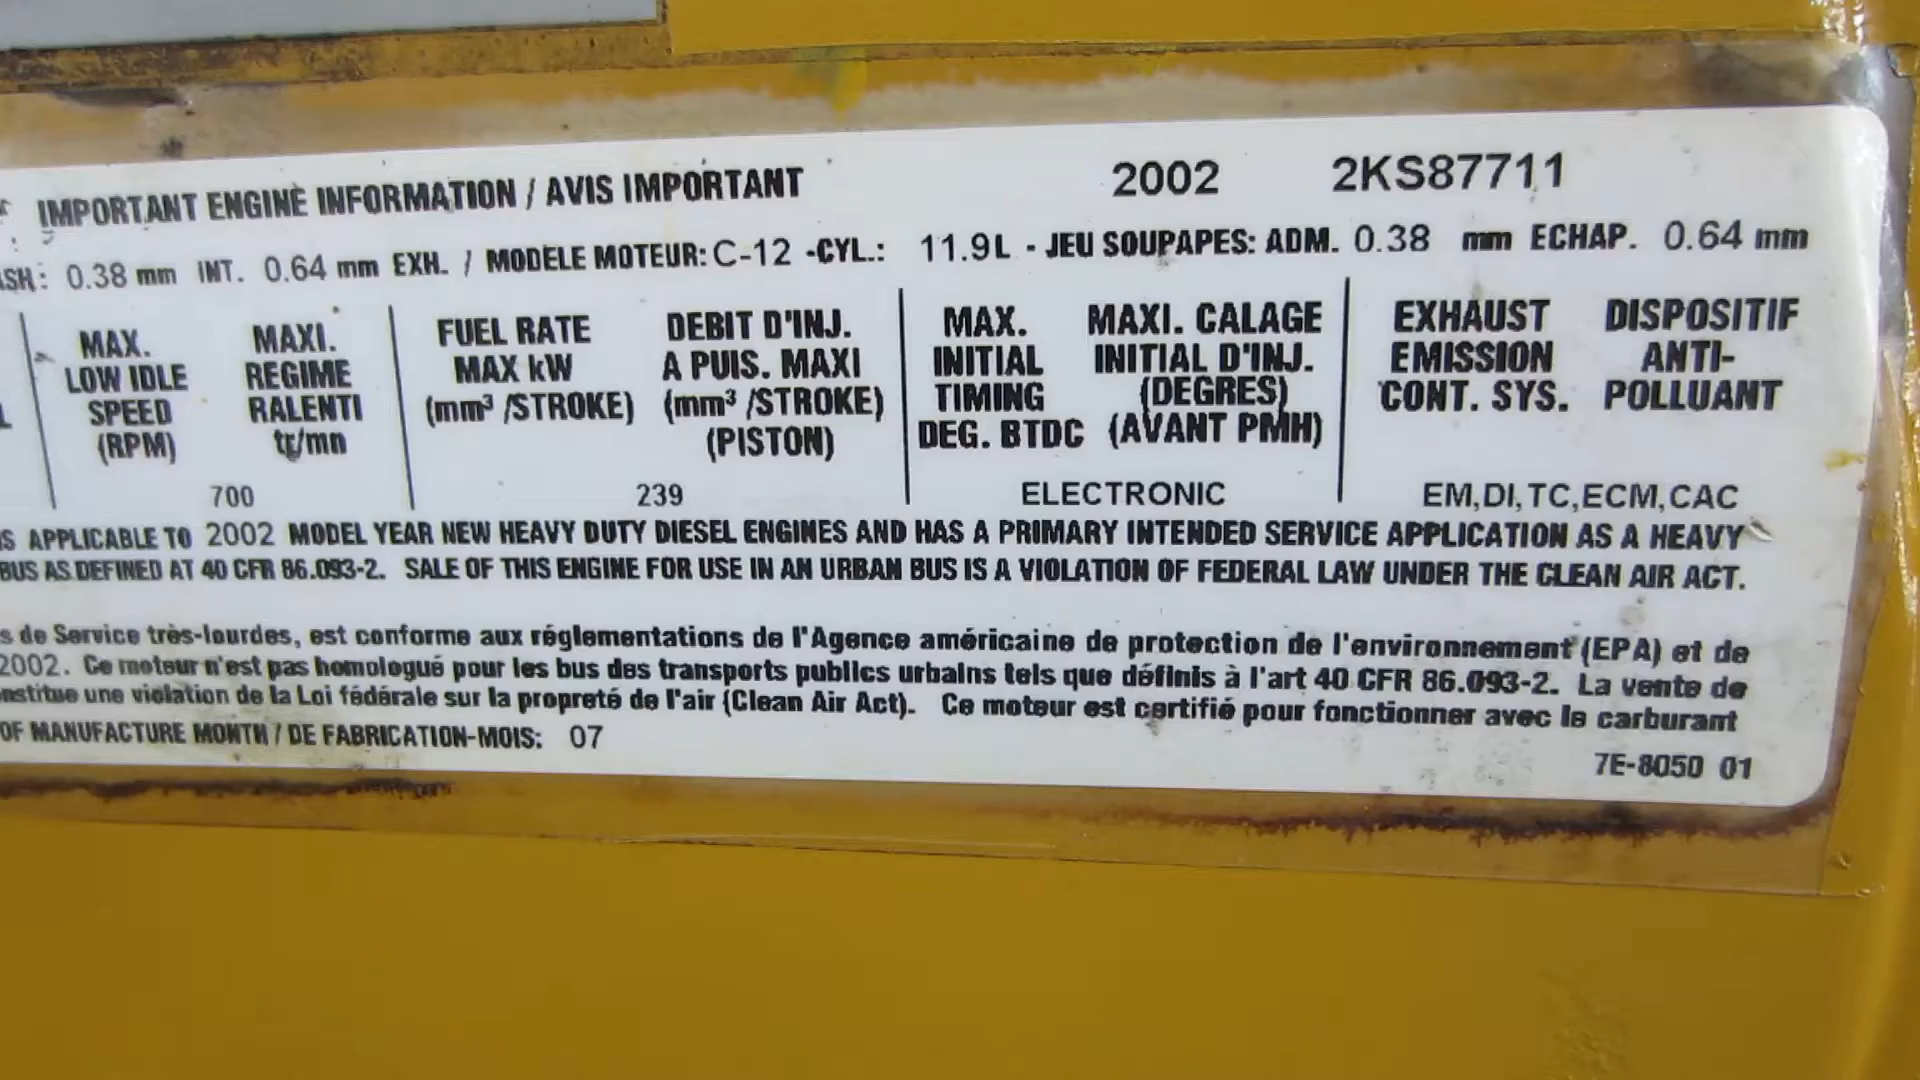 IMPORTANT ENGINE INFORMATION / AVIS IMPORTANT 2002 2KS87711
ASH: 0.38 mm INT. 0.64 mm EXH. / MODÈLE MOTEUR: C-12 -CYL.: 11.9L - JEU SOUPAPES: ADM. 0.38 mm ECHAP. 0.64 mm
MAX. LOW IDLE SPEED (RPM)
MAXI. REGIME RALENTI tr/mn
700
FUEL RATE MAX kW (mm³ /STROKE)
DEBIT D'INJ. A PUIS. MAXI (mm³ /STROKE) (PISTON)
239
MAX. INITIAL TIMING DEG. BTDC
MAXI. CALAGE INITIAL D'INJ. (DEGRES) (AVANT PMH)
ELECTRONIC
EXHAUST EMISSION CONT. SYS.
DISPOSITIF ANTI-POLLUANT
EM,DI,TC,ECM,CAC
S APPLICABLE TO 2002 MODEL YEAR NEW HEAVY DUTY DIESEL ENGINES AND HAS A PRIMARY INTENDED SERVICE APPLICATION AS A HEAVY
BUS AS DEFINED AT 40 CFR 86.093-2. SALE OF THIS ENGINE FOR USE IN AN URBAN BUS IS A VIOLATION OF FEDERAL LAW UNDER THE CLEAN AIR ACT.
s de Service très-lourdes, est conforme aux réglementations de l'Agence américaine de protection de l'environnement (EPA) et de
2002. Ce moteur n'est pas homologué pour les bus des transports publics urbains tels que définis à l'art 40 CFR 86.093-2. La vente de
nstitue une violation de la Loi fédérale sur la propreté de l'air (Clean Air Act). Ce moteur est certifié pour fonctionner avec le carburant
OF MANUFACTURE MONTH / DE FABRICATION-MOIS: 07
7E-8050 01